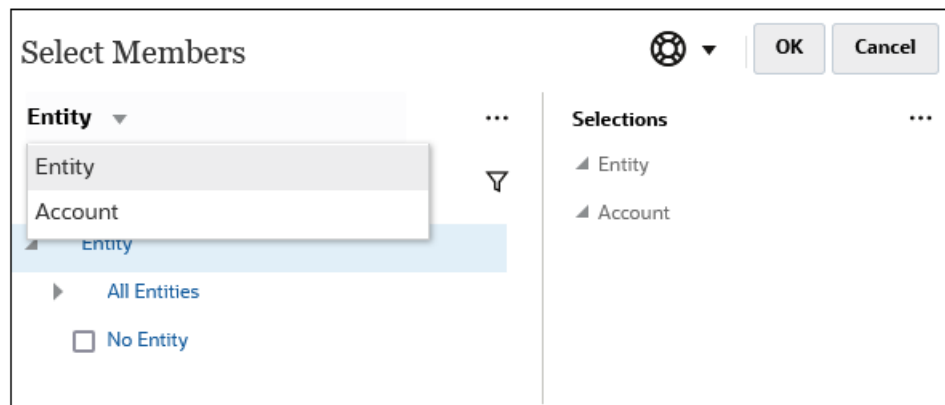 Select Members
OK
Cancel
Entity
Selections
Entity
Account
Entity
Account
Entity
All Entities
No Entity